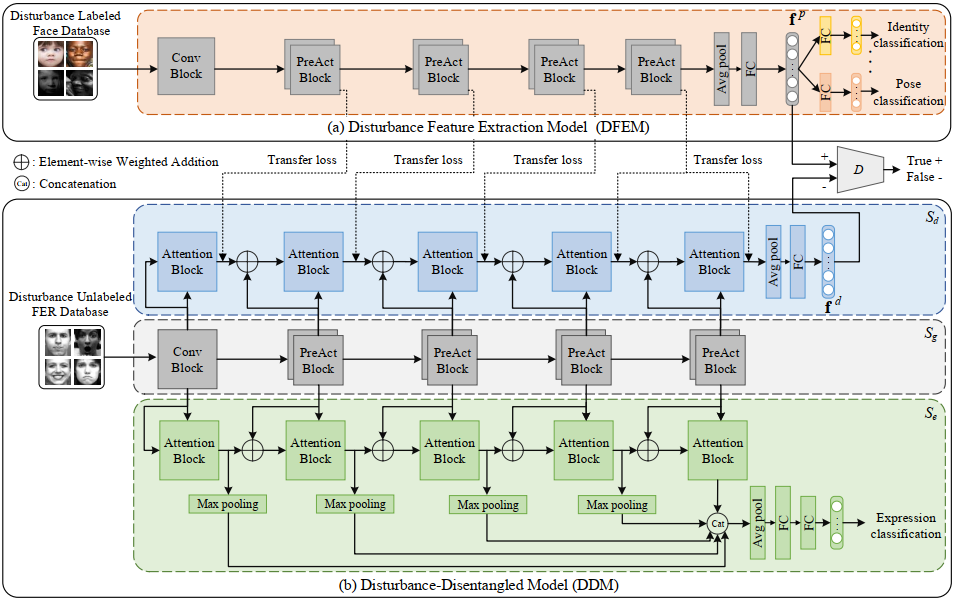 Disturbance Labeled
Face Database
Conv
Block
PreAct
Block
PreAct
Block
PreAct
Block
PreAct
Block
Avg pool
FC
f p
FC
FC
Identity
classification
Pose
classification
(a) Disturbance Feature Extraction Model (DFEM)
: Element-wise Weighted Addition
Cat : Concatenation
Transfer loss
Transfer loss
Transfer loss
Transfer loss
+
-
D
True +
False -
S d
Attention
Block
Attention
Block
Attention
Block
Attention
Block
Attention
Block
Avg pool
FC
f d
Disturbance Unlabeled
FER Database
S g
Conv
Block
PreAct
Block
PreAct
Block
PreAct
Block
PreAct
Block
S e
Attention
Block
Attention
Block
Attention
Block
Attention
Block
Attention
Block
Max pooling
Max pooling
Max pooling
Max pooling
Cat
Avg pool
FC
FC
Expression
classification
(b) Disturbance-Disentangled Model (DDM)